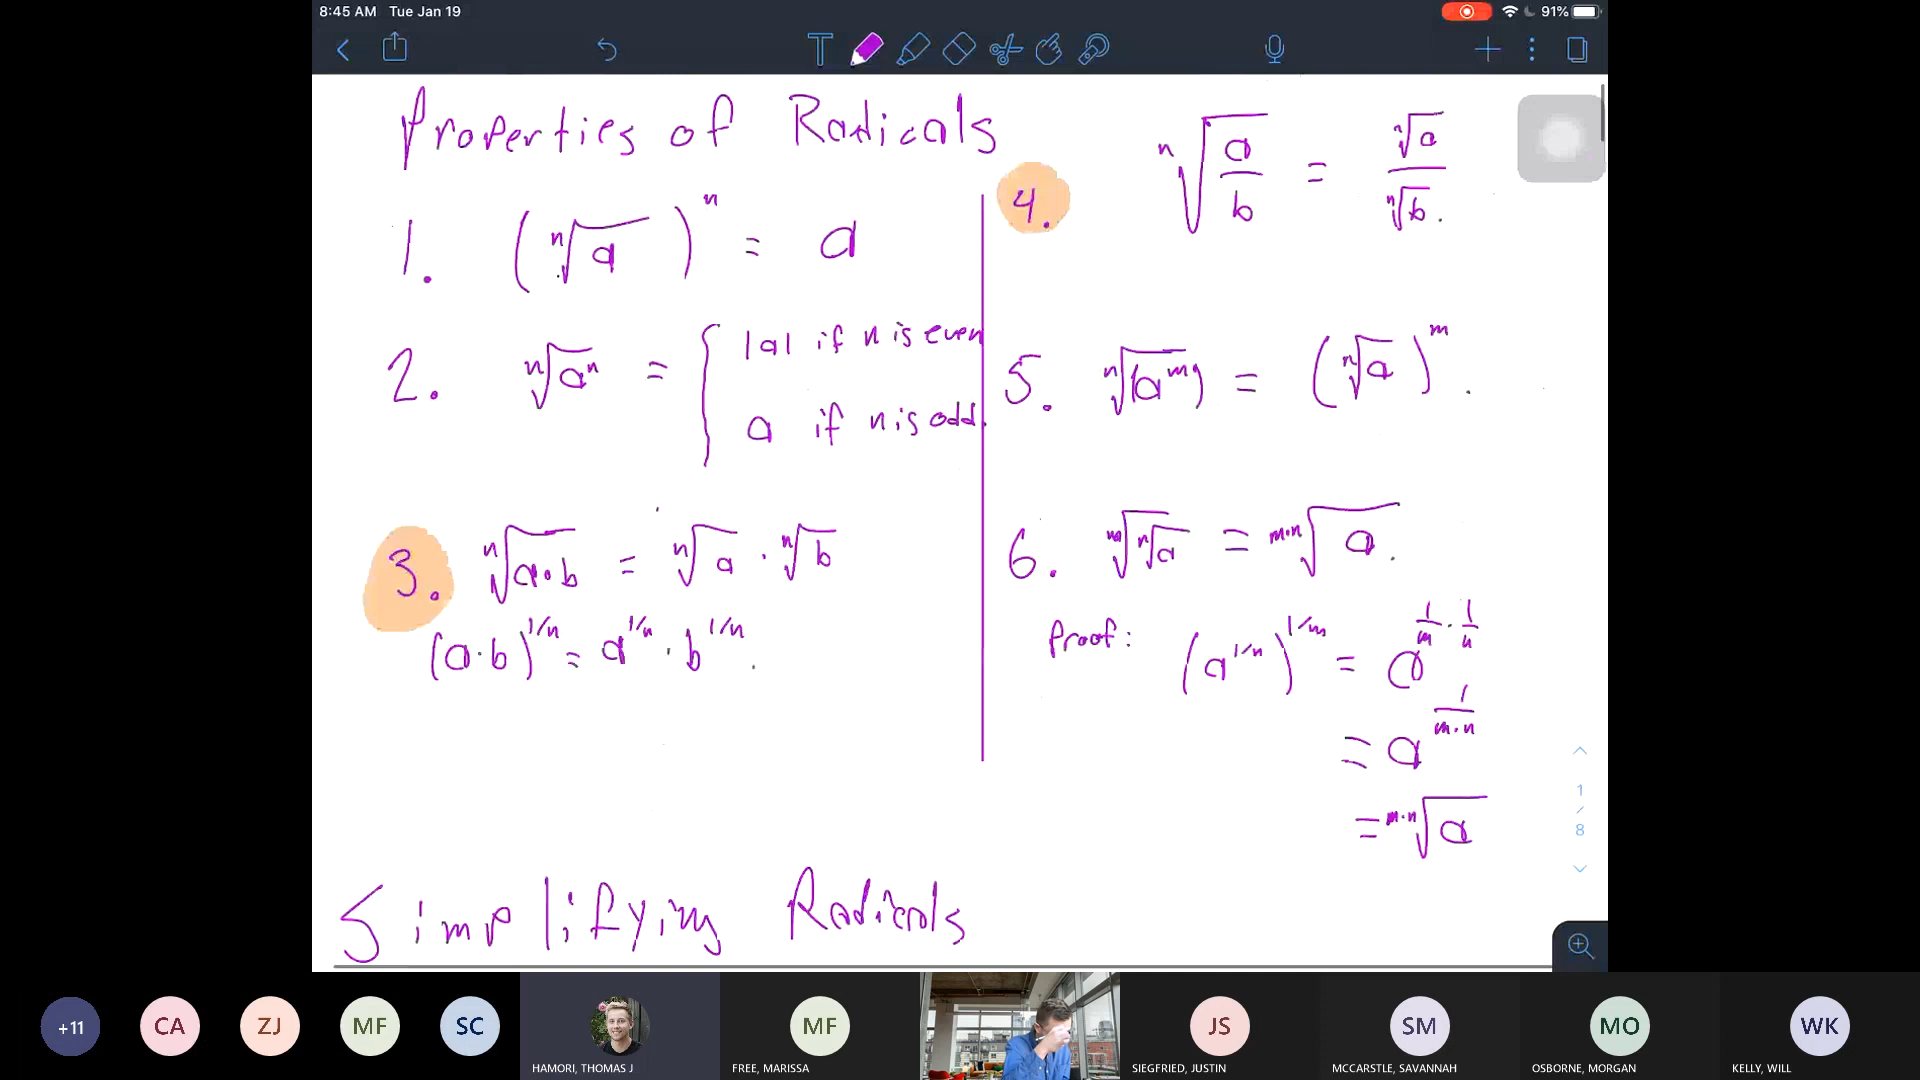 8:45 AM Tue Jan 19
91%
Properties of Radicals
1. (ⁿ√a)ⁿ = a
2. ⁿ√aⁿ = { |a| if n is even
a if n is odd.
3. ⁿ√a·b = ⁿ√a · ⁿ√b
(a·b)^1/n = a^1/n · b^1/n.
4. ⁿ√(a/b) = ⁿ√a / ⁿ√b.
5. ⁿ√(a^m) = (ⁿ√a)^m.
6. ᵐ√ⁿ√a = ᵐ·ⁿ√a.
Proof: (a^1/n)^1/m = a^(1/m · 1/n)
= a^(1/m·n)
= ᵐ·ⁿ√a
1
/
8
Simplifying Radicals
+11
CA
ZJ
MF
SC
HAMORI, THOMAS J
MF
FREE, MARISSA
JS
SIEGFRIED, JUSTIN
SM
MCCARSTLE, SAVANNAH
MO
OSBORNE, MORGAN
WK
KELLY, WILL